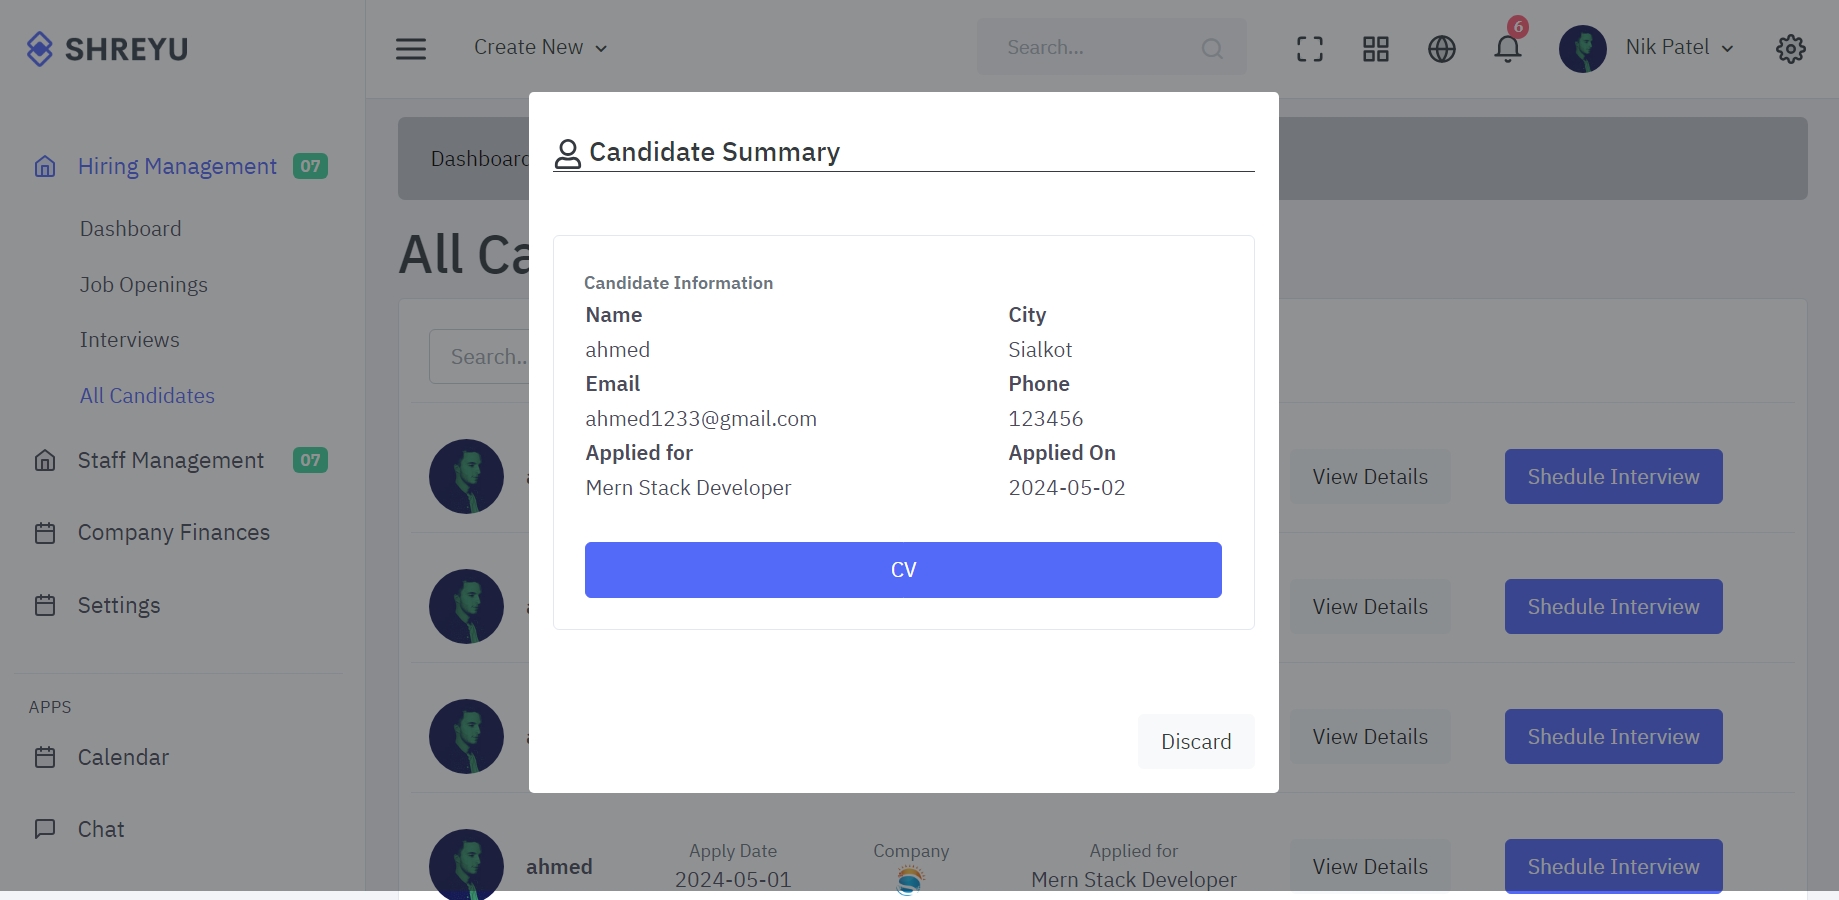 SHREYU
Create New
Search...
6
Nik Patel
Hiring Management 07
Dashboard
Job Openings
Interviews
All Candidates
Staff Management 07
Company Finances
Settings
APPS
Calendar
Chat
Dashboard
All Ca
Search..
Candidate Summary
Candidate Information
Name City
ahmed Sialkot
Email Phone
ahmed1233@gmail.com 123456
Applied for Applied On
Mern Stack Developer 2024-05-02
CV
Discard
View Details Shedule Interview
View Details Shedule Interview
View Details Shedule Interview
Apply Date Company Applied for
ahmed 2024-05-01 Mern Stack Developer View Details Shedule Interview